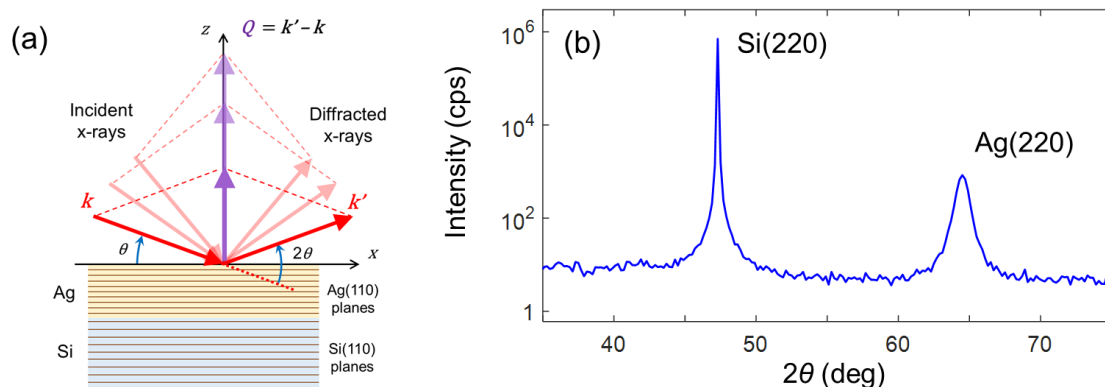 (a)
z
Q = k' – k
Incident
x-rays
Diffracted
x-rays
k
k'
θ
2θ
x
Ag
Ag(110)
planes
Si
Si(110)
planes
(b)
Si(220)
Ag(220)
Intensity (cps)
10⁶
10⁴
10²
1
40
50
60
70
2θ (deg)